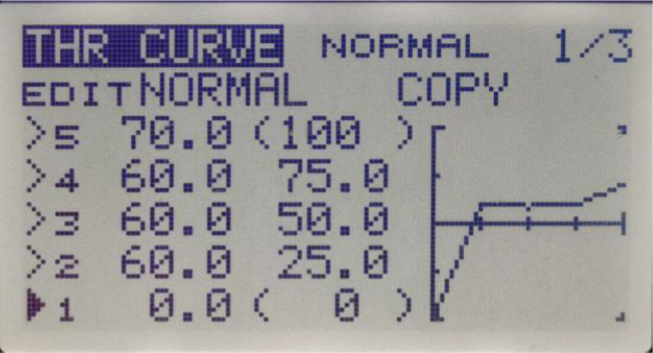 THR CURVE NORMAL 1/3
EDIT NORMAL COPY
>5 70.0 (100 )
>4 60.0 75.0
>3 60.0 50.0
>2 60.0 25.0
▶1 0.0 ( 0 )